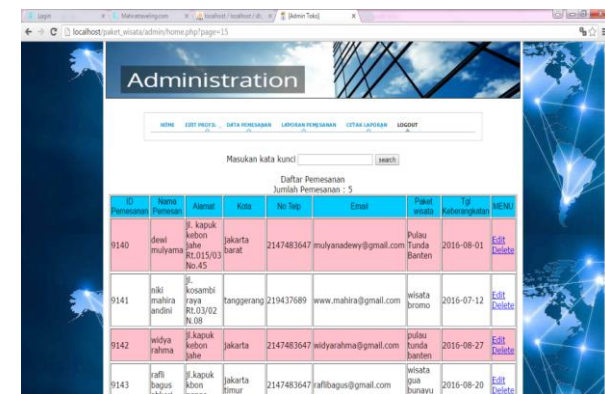 Login
Mahiratraveling.com
[Admin Toko]
localhost/paket_wisata/admin/home.php?page=15
Administration
HOME EDIT PROFIL DATA PEMESANAN LAPORAN PEMESANAN CETAK LAPORAN LOGOUT
Masukan kata kunci search
Daftar Pemesanan
Jumlah Pemesanan : 5
ID Pemesanan Nama Pemesan Alamat Kota No Telp Email Paket wisata Tgl Keberangkatan MENU
9140 dewi mulyama jl. kapuk kebon jahe Rt.015/03 No.45 jakarta barat 2147483647 mulyanadewy@gmail.com Pulau Tunda Banten 2016-08-01 Edit Delete
9141 niki mahira andini jl. kosambi raya Rt.03/02 N.08 tanggerang 219437689 www.mahira@gmail.com wisata bromo 2016-07-12 Edit Delete
9142 widya rahma jl.kapuk kebon jahe jakarta 2147483647 widyarahma@gmail.com pulau tunda banten 2016-08-27 Edit Delete
9143 rafli bagus jl.kapuk kbon jakarta timur 2147483647 raflibagus@gmail.com wisata gua bunayu 2016-08-20 Edit Delete